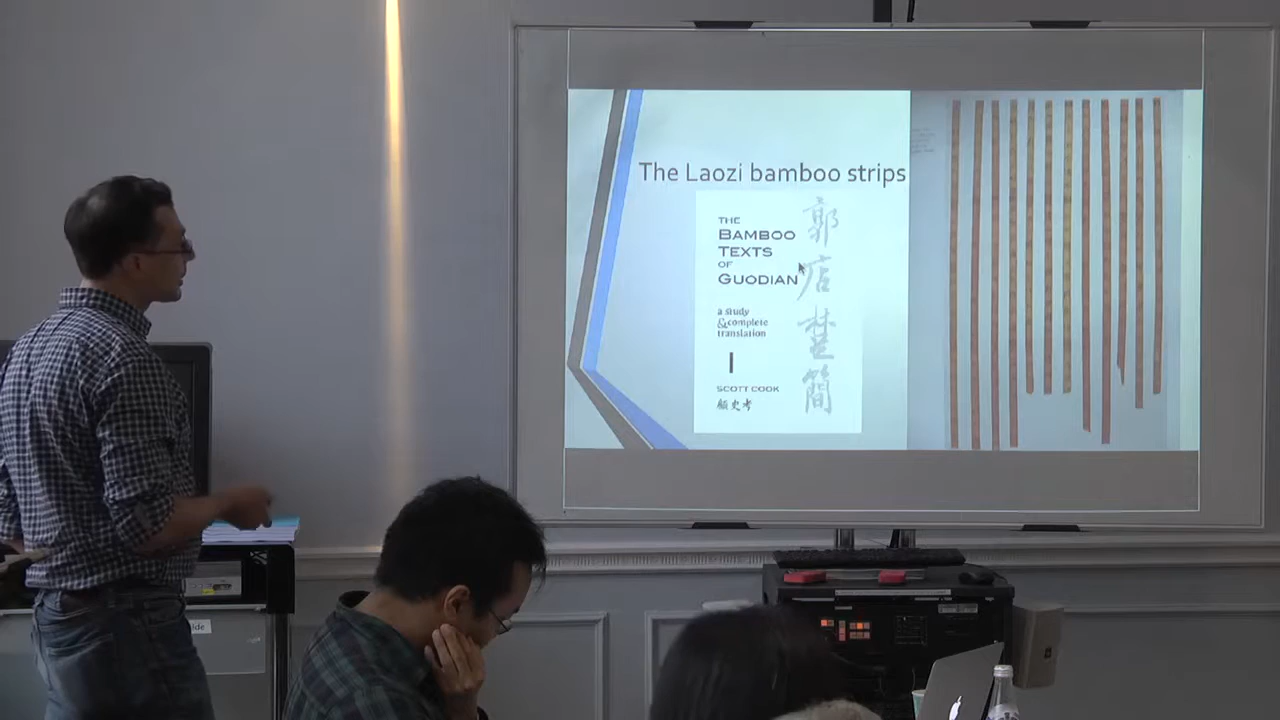 The Laozi bamboo strips
THE
BAMBOO
TEXTS
OF
GUODIAN
a study
&complete
translation
I
SCOTT COOK
顧史考
郭店楚簡